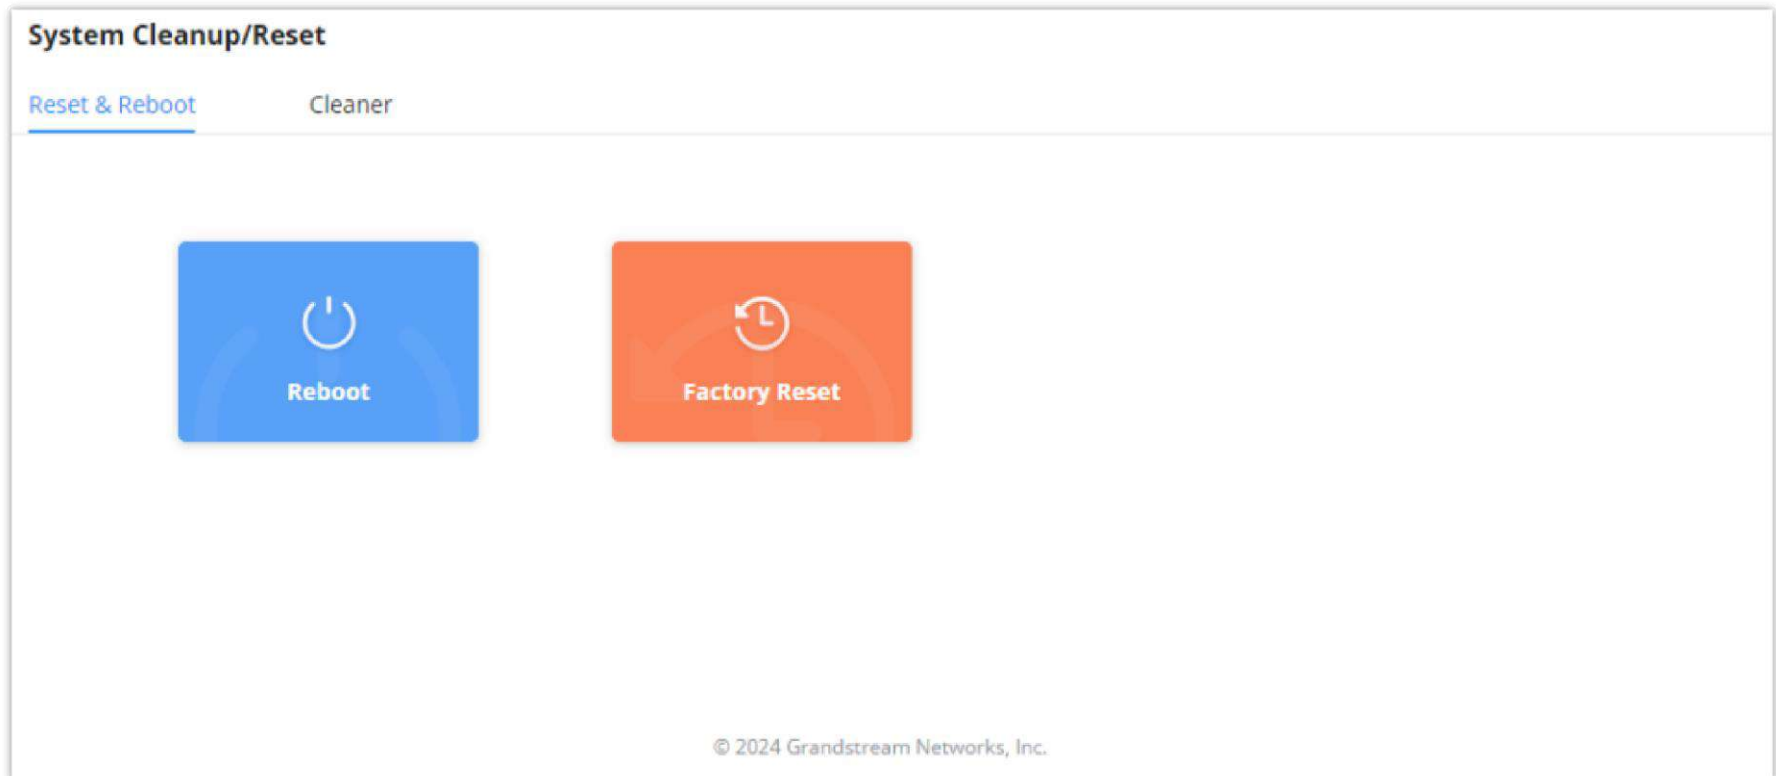 System Cleanup/Reset
Reset & Reboot Cleaner
Reboot
Factory Reset
© 2024 Grandstream Networks, Inc.